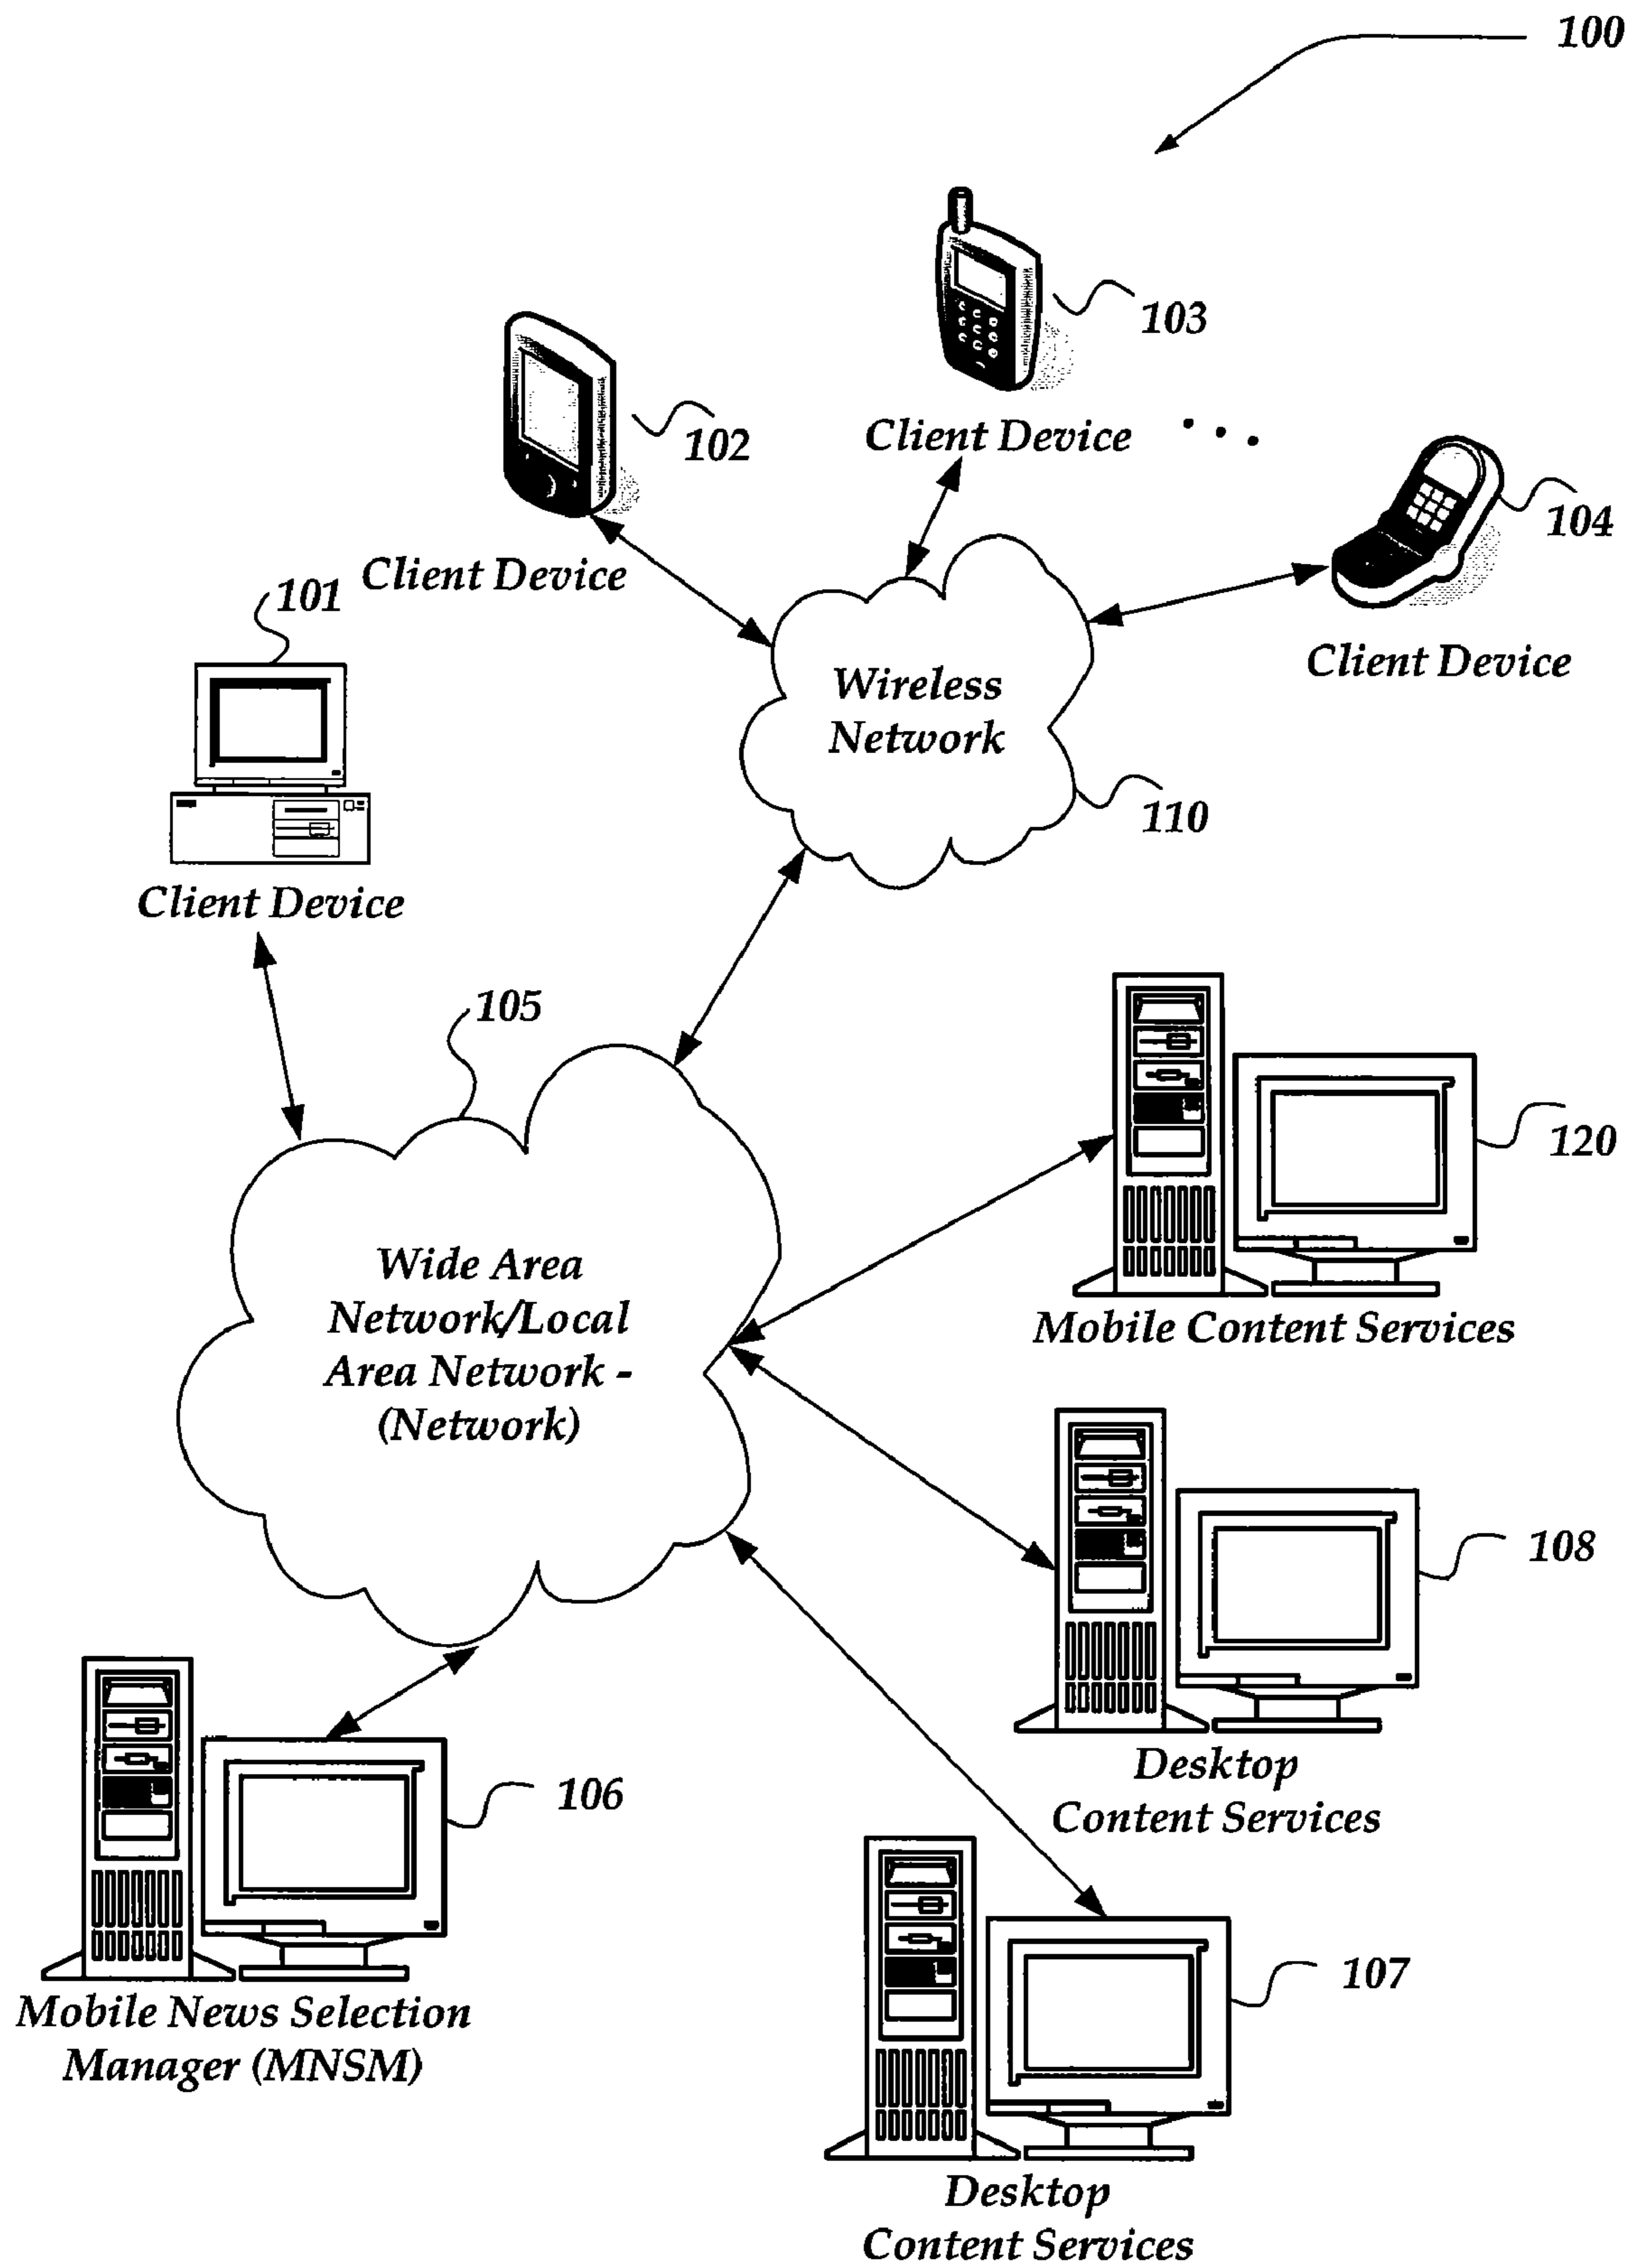 100
103
Client Device
. . .
102
104
Client Device
101
Client Device
Wireless
Network
110
Client Device
105
120
Wide Area
Network/Local
Area Network -
(Network)
Mobile Content Services
108
Desktop
Content Services
106
107
Mobile News Selection
Manager (MNSM)
Desktop
Content Services